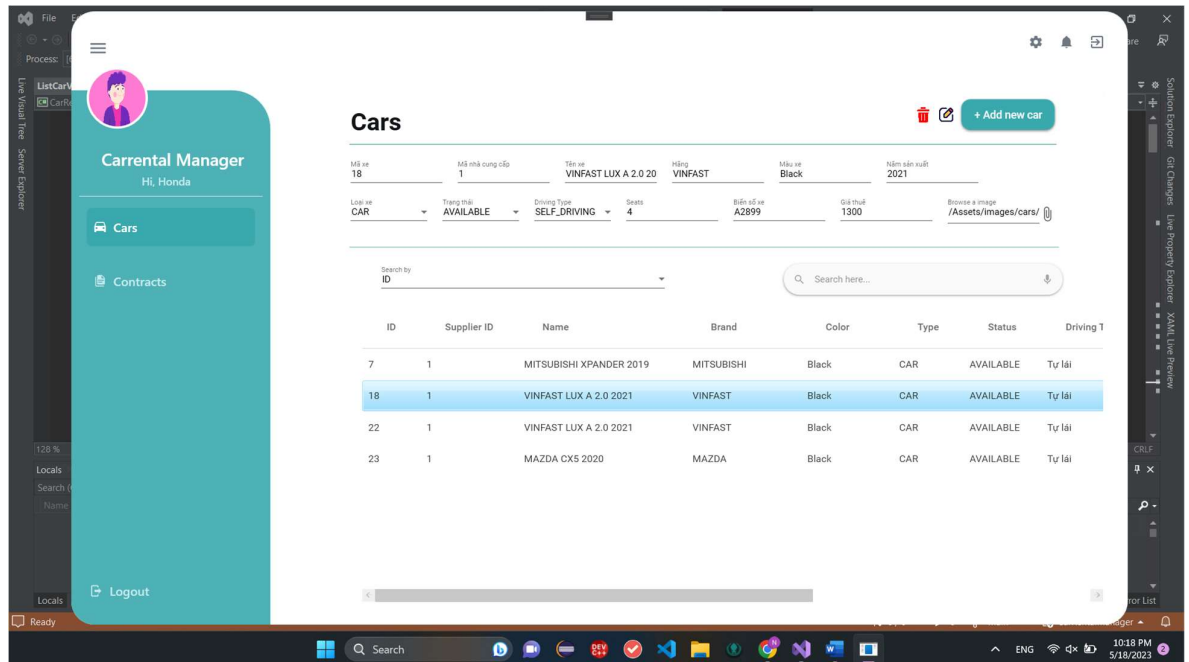 File
Process:
ListCarV
CarRe
Live Visual Tree
Server Explorer
Carrental Manager
Hi, Honda
Cars
Contracts
Logout
Cars
+ Add new car
Mã xe
Mã nhà cung cấp
Tên xe
Hãng
Màu xe
Năm sản xuất
18
1
VINFAST LUX A 2.0 20
VINFAST
Black
2021
Loại xe
Trạng thái
Driving Type
Seats
Biển số xe
Giá thuê
Browse a image
CAR
AVAILABLE
SELF_DRIVING
4
A2899
1300
/Assets/images/cars/
Search by
ID
Search here...
ID Supplier ID Name Brand Color Type Status Driving T
7 1 MITSUBISHI XPANDER 2019 MITSUBISHI Black CAR AVAILABLE Tự lái
18 1 VINFAST LUX A 2.0 2021 VINFAST Black CAR AVAILABLE Tự lái
22 1 VINFAST LUX A 2.0 2021 VINFAST Black CAR AVAILABLE Tự lái
23 1 MAZDA CX5 2020 MAZDA Black CAR AVAILABLE Tự lái
Solution Explorer
Git Changes
Live Property Explorer
XAML Live Preview
128 %
CRLF
Locals
Search
Name
Locals
ror List
Ready
ager
Search
DEV C++
ENG
10:18 PM
5/18/2023
2